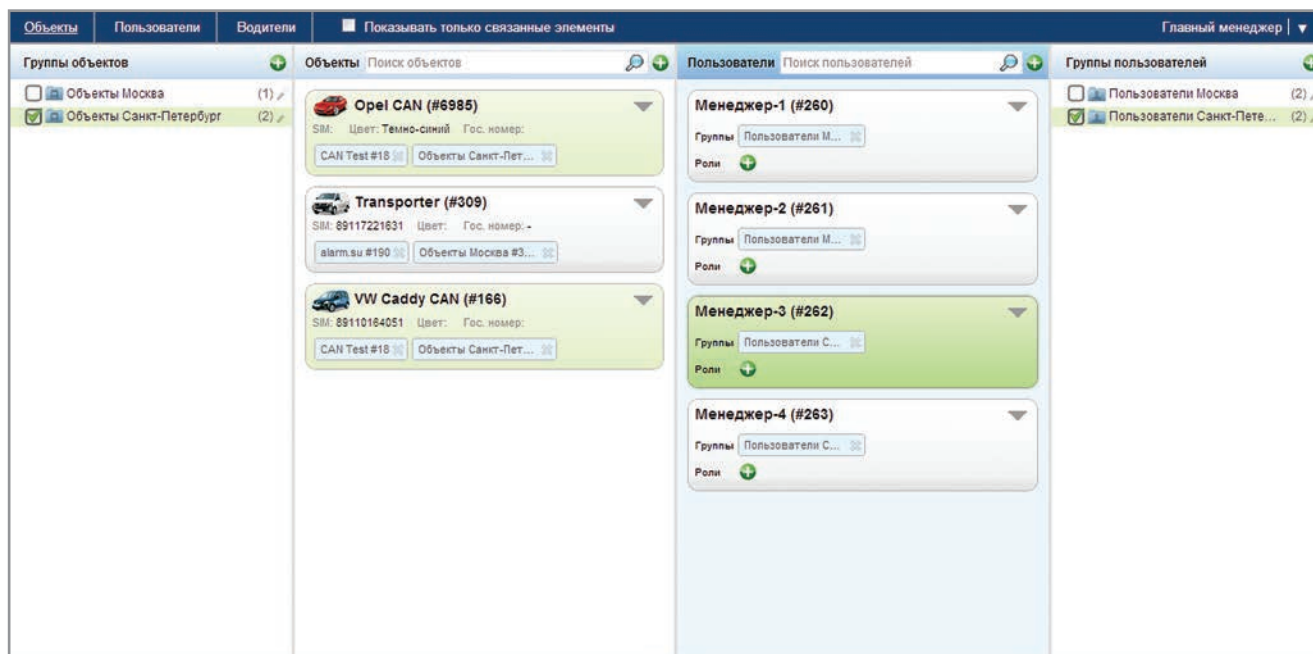 Объекты Пользователи Водители Показывать только связанные элементы Главный менеджер
Группы объектов
Объекты Москва (1)
Объекты Санкт-Петербург (2)
Объекты Поиск объектов
Opel CAN (#6985)
SIM: Цвет: Темно-синий Гос. номер:
CAN Test #18 Объекты Санкт-Пет...
Transporter (#309)
SIM: 89117221631 Цвет: Гос. номер: -
alarm.su #190 Объекты Москва #3...
VW Caddy CAN (#166)
SIM: 89110164051 Цвет: Гос. номер:
CAN Test #18 Объекты Санкт-Пет...
Пользователи Поиск пользователей
Менеджер-1 (#260)
Группы Пользователи М...
Роли
Менеджер-2 (#261)
Группы Пользователи М...
Роли
Менеджер-3 (#262)
Группы Пользователи С...
Роли
Менеджер-4 (#263)
Группы Пользователи С...
Роли
Группы пользователей
Пользователи Москва (2)
Пользователи Санкт-Пете... (2)